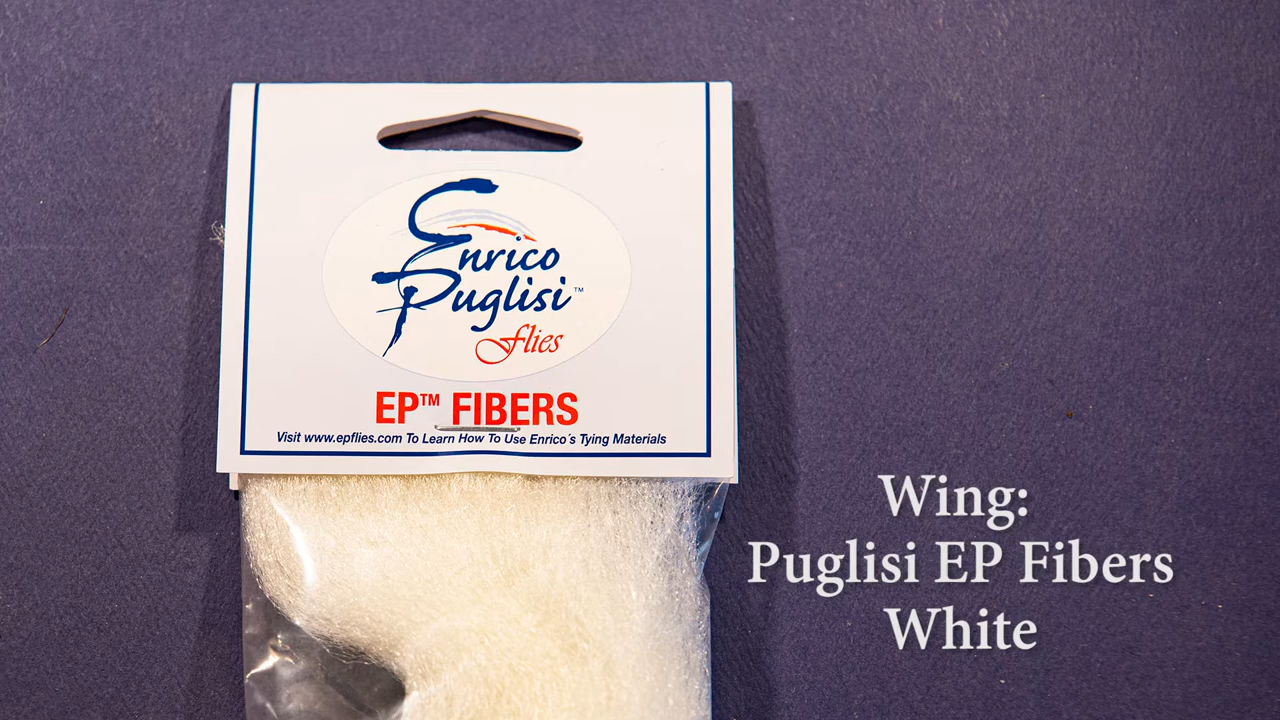 Enrico
Puglisi™
flies
EP™ FIBERS
Visit www.epflies.com To Learn How To Use Enrico´s Tying Materials
Wing:
Puglisi EP Fibers
White